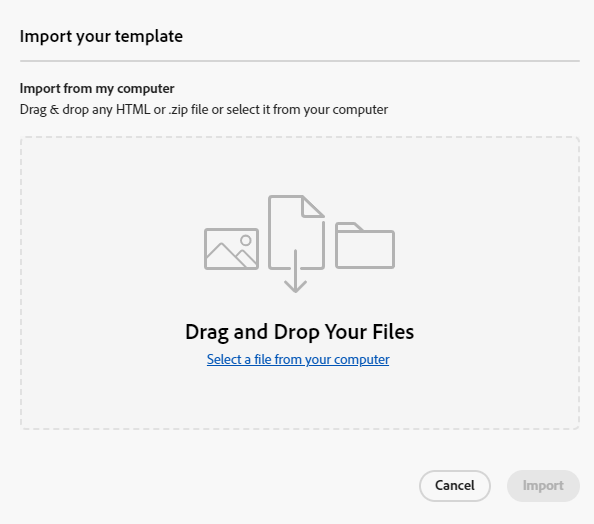 Import your template
Import from my computer
Drag & drop any HTML or .zip file or select it from your computer
Drag and Drop Your Files
Select a file from your computer
Cancel
Import